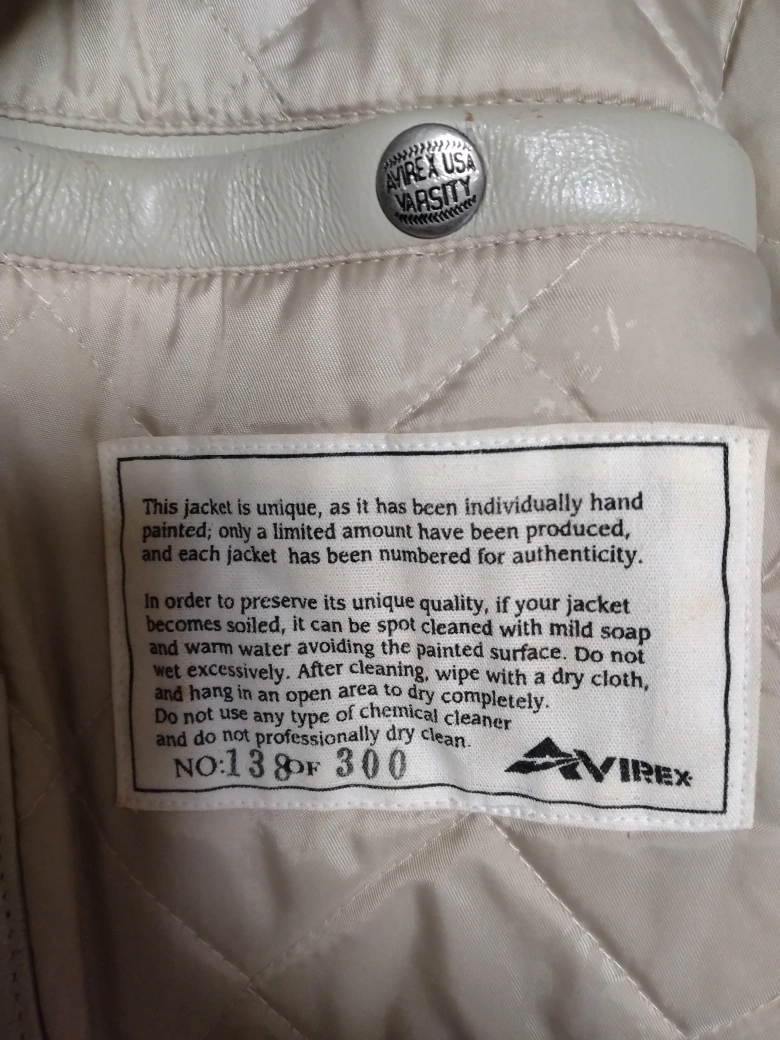 AVIREX USA
VARSITY
This jacket is unique, as it has been individually hand
painted; only a limited amount have been produced,
and each jacket has been numbered for authenticity.
In order to preserve its unique quality, if your jacket
becomes soiled, it can be spot cleaned with mild soap
and warm water avoiding the painted surface. Do not
wet excessively. After cleaning, wipe with a dry cloth,
and hang in an open area to dry completely.
Do not use any type of chemical cleaner
and do not professionally dry clean.
NO:138 OF 300
AVIREX